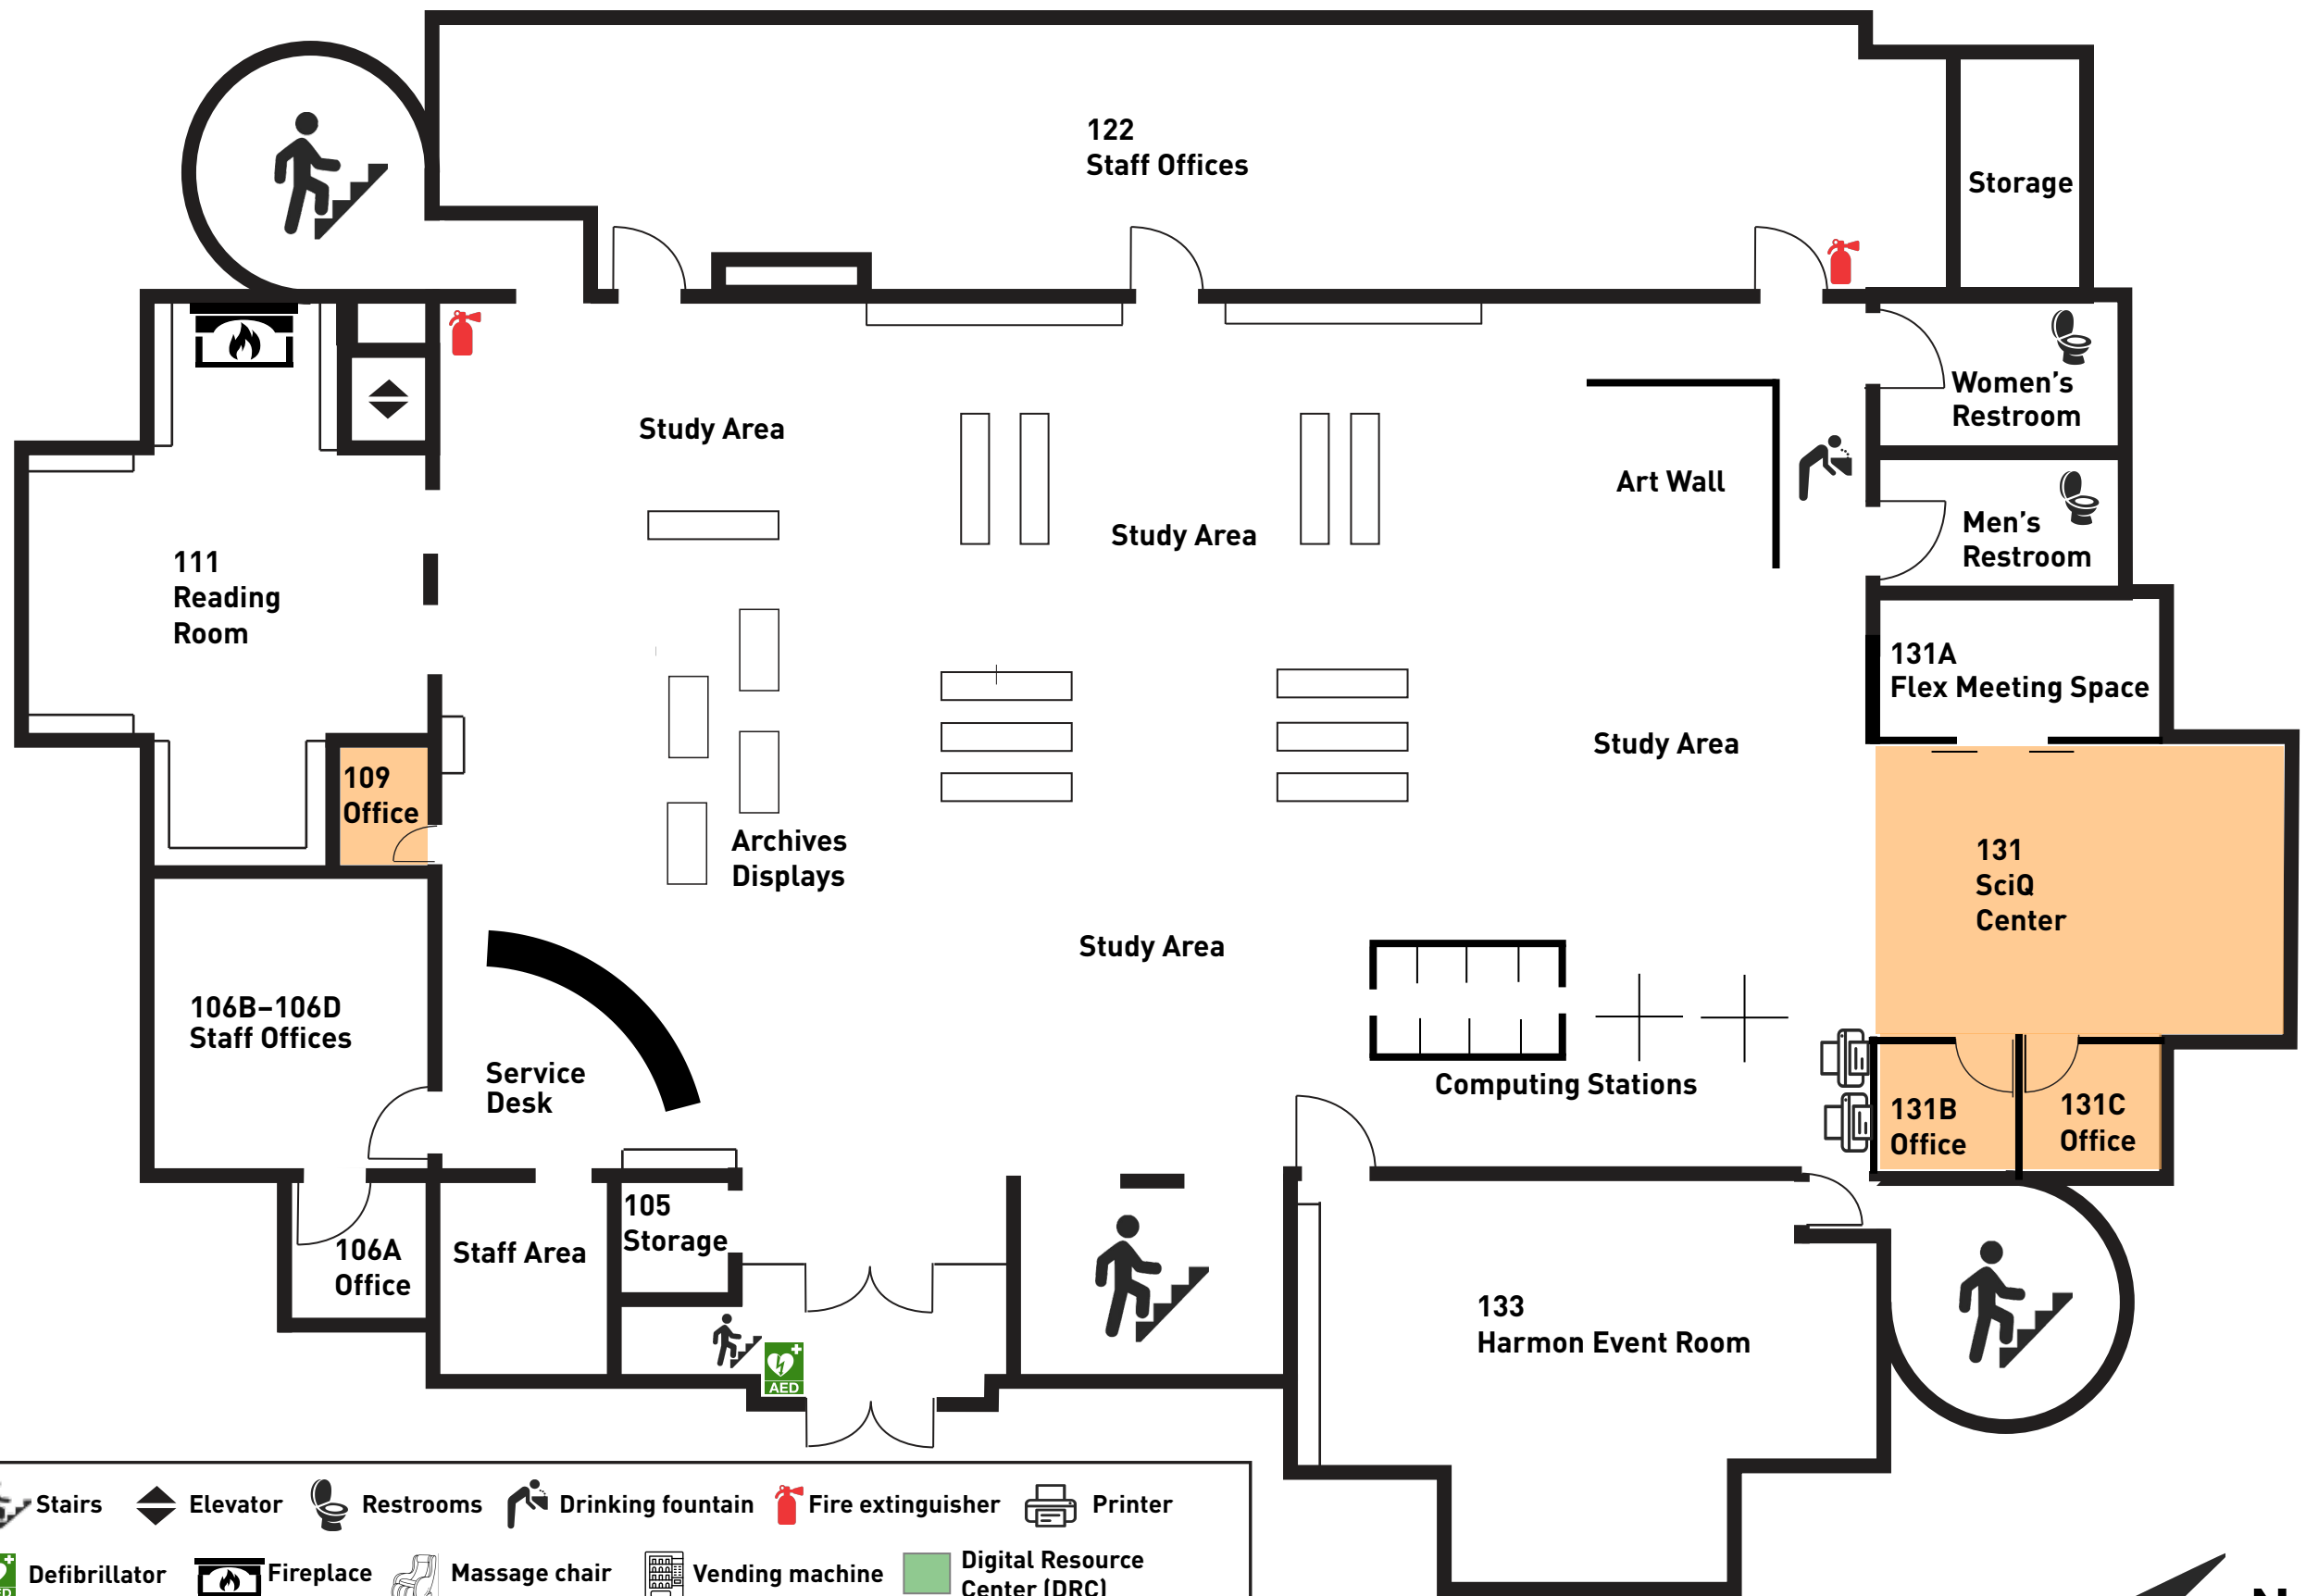 122
Staff Offices
Storage
Women's
Restroom
Study Area
Art Wall
Study Area
Men's
Restroom
111
Reading
Room
131A
Flex Meeting Space
Study Area
109
Office
Archives
Displays
131
SciQ
Center
Study Area
106B–106D
Staff Offices
Service
Desk
Computing Stations
131B
Office
131C
Office
105
Storage
106A
Office
Staff Area
133
Harmon Event Room
AED
Stairs
Elevator
Restrooms
Drinking fountain
Fire extinguisher
Printer
Defibrillator
Fireplace
Massage chair
Vending machine
Digital Resource
Center (DRC)
N